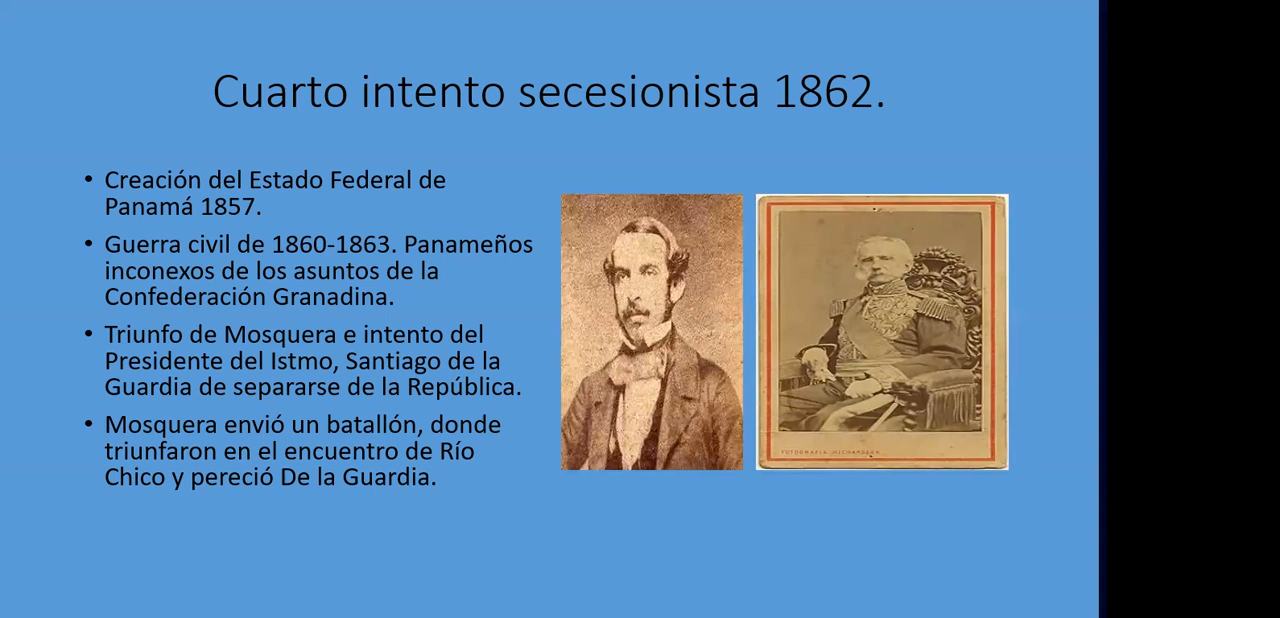 Cuarto intento secesionista 1862.
• Creación del Estado Federal de
Panamá 1857.
• Guerra civil de 1860-1863. Panameños
inconexos de los asuntos de la
Confederación Granadina.
• Triunfo de Mosquera e intento del
Presidente del Istmo, Santiago de la
Guardia de separarse de la República.
• Mosquera envió un batallón, donde
triunfaron en el encuentro de Río
Chico y pereció De la Guardia.
FOTOGRAFIA